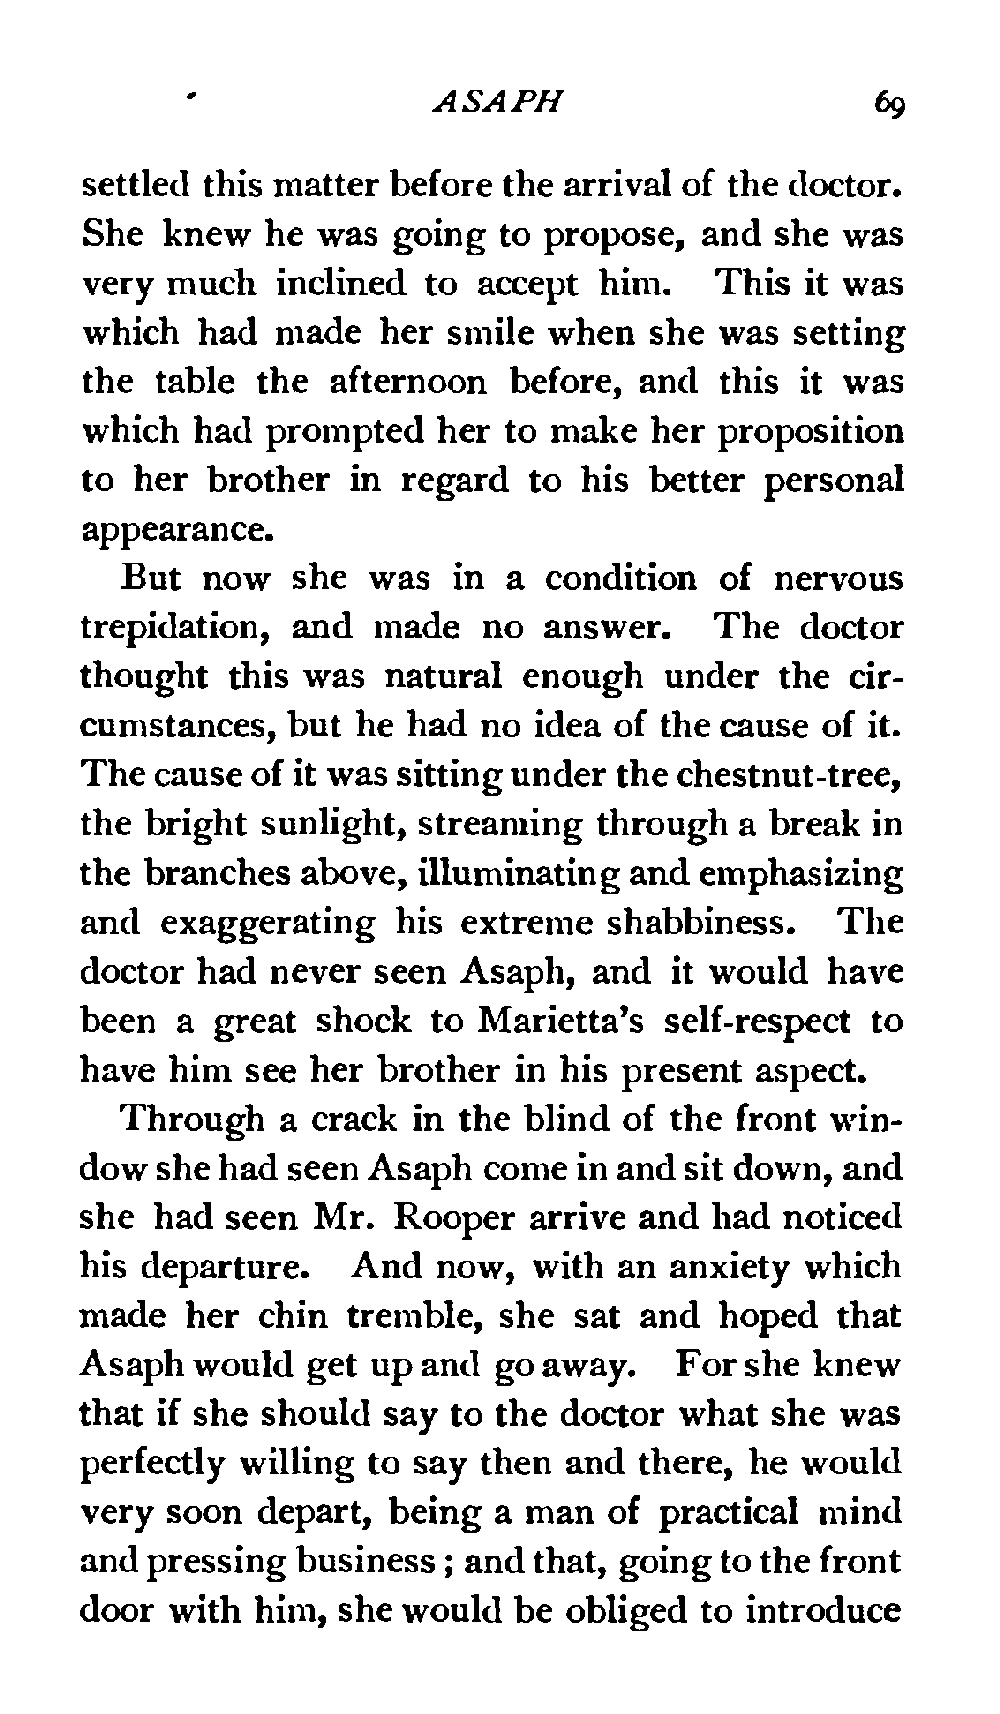 ASAPH 69
settled this matter before the arrival of the doctor.
She knew he was going to propose, and she was
very much inclined to accept him. This it was
which had made her smile when she was setting
the table the afternoon before, and this it was
which had prompted her to make her proposition
to her brother in regard to his better personal
appearance.
But now she was in a condition of nervous
trepidation, and made no answer. The doctor
thought this was natural enough under the cir-
cumstances, but he had no idea of the cause of it.
The cause of it was sitting under the chestnut-tree,
the bright sunlight, streaming through a break in
the branches above, illuminating and emphasizing
and exaggerating his extreme shabbiness. The
doctor had never seen Asaph, and it would have
been a great shock to Marietta's self-respect to
have him see her brother in his present aspect.
Through a crack in the blind of the front win-
dow she had seen Asaph come in and sit down, and
she had seen Mr. Rooper arrive and had noticed
his departure. And now, with an anxiety which
made her chin tremble, she sat and hoped that
Asaph would get up and go away. For she knew
that if she should say to the doctor what she was
perfectly willing to say then and there, he would
very soon depart, being a man of practical mind
and pressing business; and that, going to the front
door with him, she would be obliged to introduce